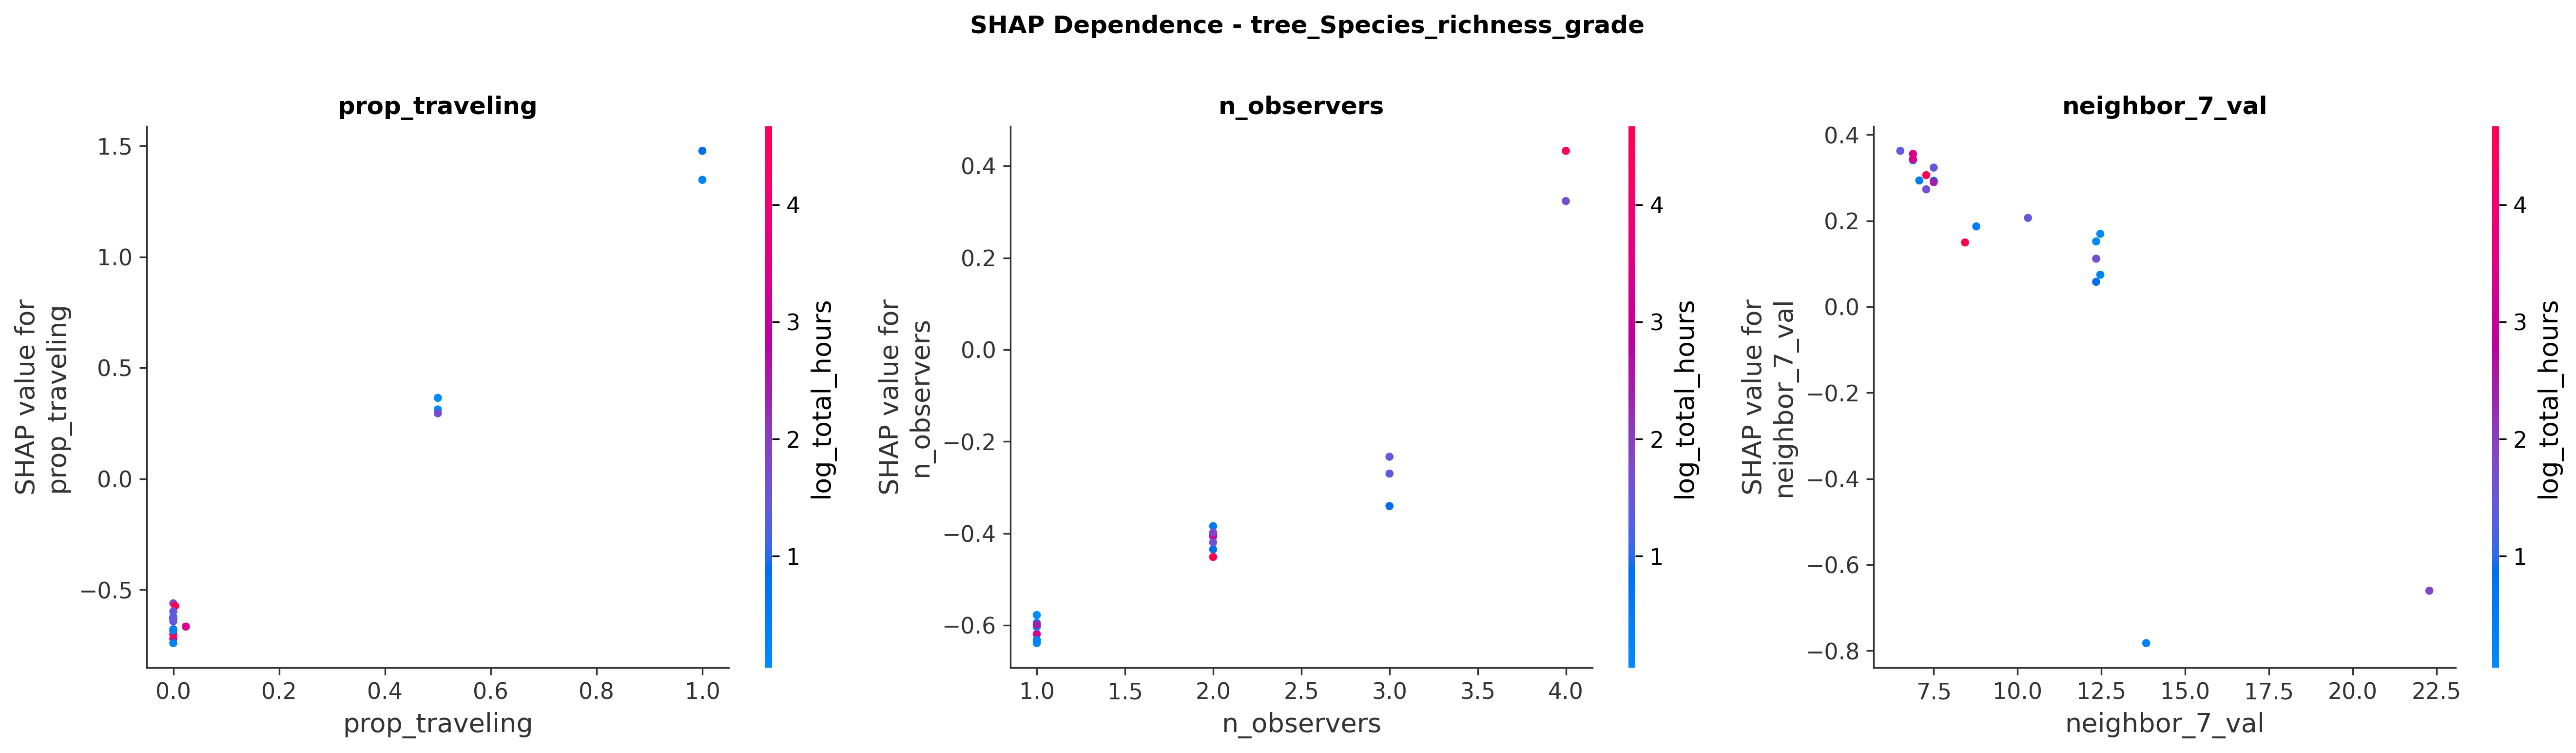 SHAP Dependence - tree_Species_richness_grade
prop_traveling
1.5
1.0
0.5
0.0
−0.5
SHAP value for
prop_traveling
0.0 0.2 0.4 0.6 0.8 1.0
prop_traveling
4
3
2
1
log_total_hours
n_observers
0.4
0.2
0.0
−0.2
−0.4
−0.6
SHAP value for
n_observers
1.0 1.5 2.0 2.5 3.0 3.5 4.0
n_observers
4
3
2
1
log_total_hours
neighbor_7_val
0.4
0.2
0.0
−0.2
−0.4
−0.6
−0.8
SHAP value for
neighbor_7_val
7.5 10.0 12.5 15.0 17.5 20.0 22.5
neighbor_7_val
4
3
2
1
log_total_hours